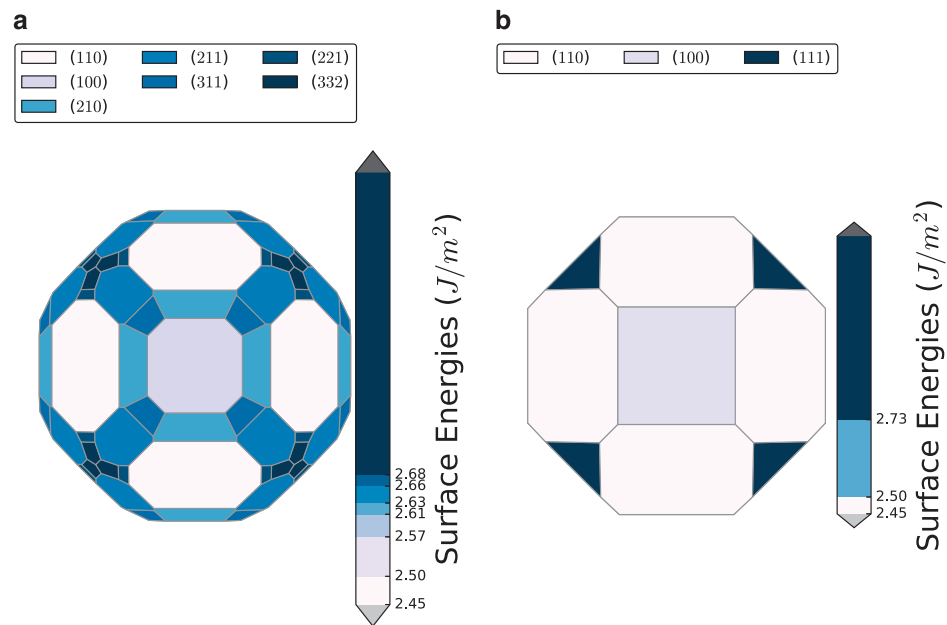 a
(110) (211) (221)
(100) (311) (332)
(210)
2.68
2.66
2.63
2.61
2.57
2.50
2.45
Surface Energies (J/m²)
b
(110) (100) (111)
2.73
2.50
2.45
Surface Energies (J/m²)